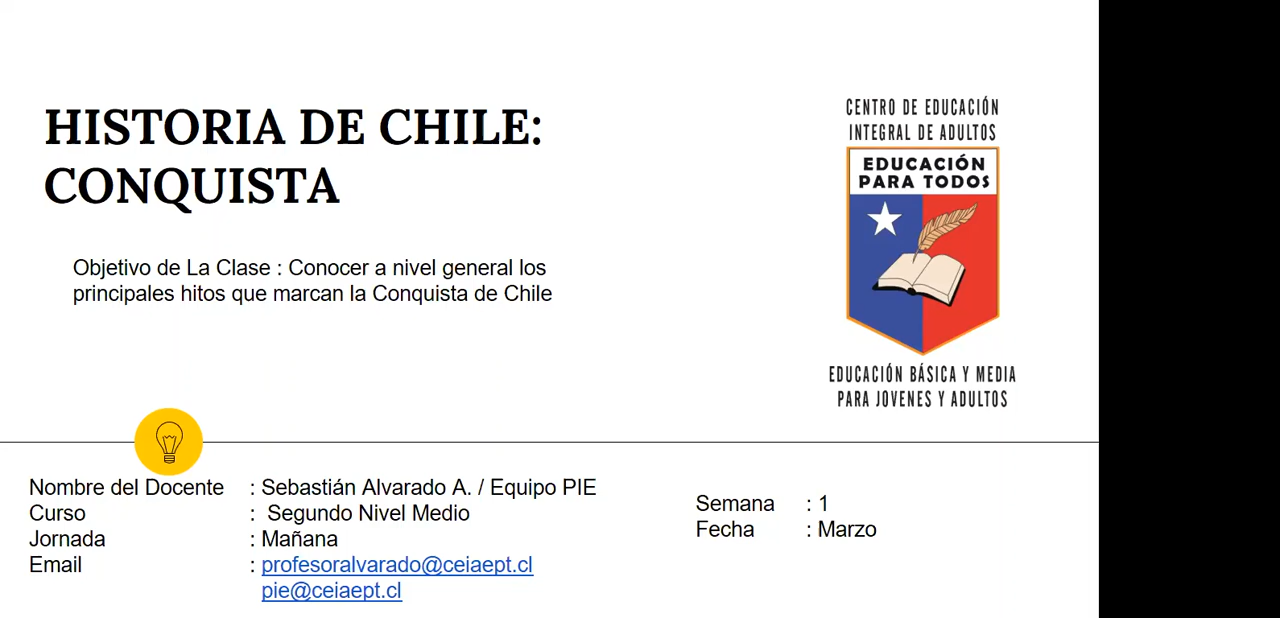 HISTORIA DE CHILE:
CONQUISTA
Objetivo de La Clase : Conocer a nivel general los
principales hitos que marcan la Conquista de Chile
CENTRO DE EDUCACIÓN
INTEGRAL DE ADULTOS
EDUCACIÓN
PARA TODOS
EDUCACIÓN BÁSICA Y MEDIA
PARA JOVENES Y ADULTOS
Nombre del Docente : Sebastián Alvarado A. / Equipo PIE
Curso : Segundo Nivel Medio
Jornada : Mañana
Email : profesoralvarado@ceiaept.cl
pie@ceiaept.cl
Semana : 1
Fecha : Marzo